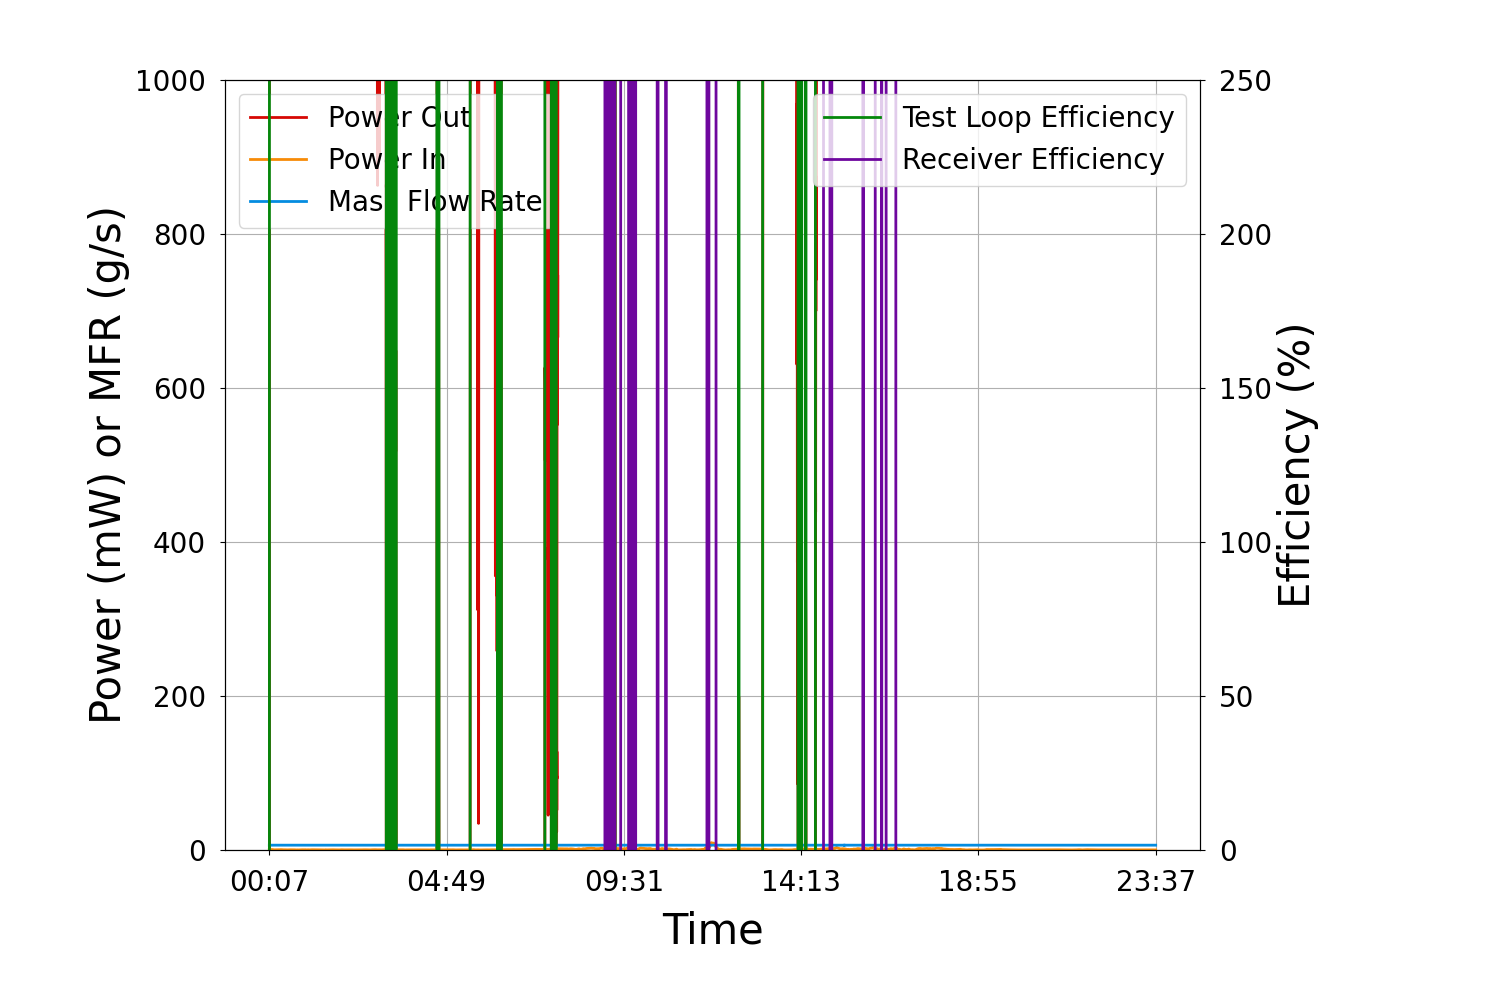 1000
800
600
400
200
0
Power (mW) or MFR (g/s)
Power Out
Power In
Mass Flow Rate
Test Loop Efficiency
Receiver Efficiency
250
200
150
100
50
0
Efficiency (%)
00:07 04:49 09:31 14:13 18:55 23:37
Time